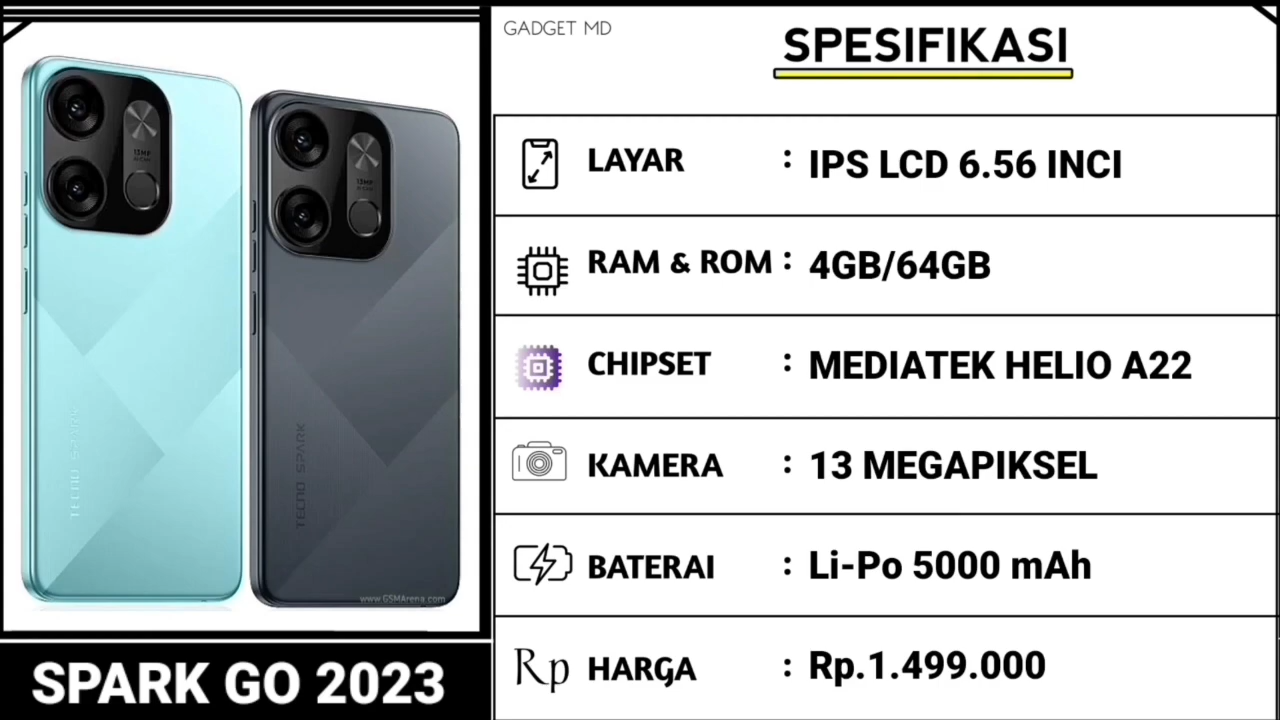 GADGET MD
SPESIFIKASI
LAYAR : IPS LCD 6.56 INCI
RAM & ROM : 4GB/64GB
CHIPSET : MEDIATEK HELIO A22
KAMERA : 13 MEGAPIKSEL
BATERAI : Li-Po 5000 mAh
Rp HARGA : Rp.1.499.000
13MP
13MP
TECNO SPARK
TECNO SPARK
www.GSMArena.com
SPARK GO 2023